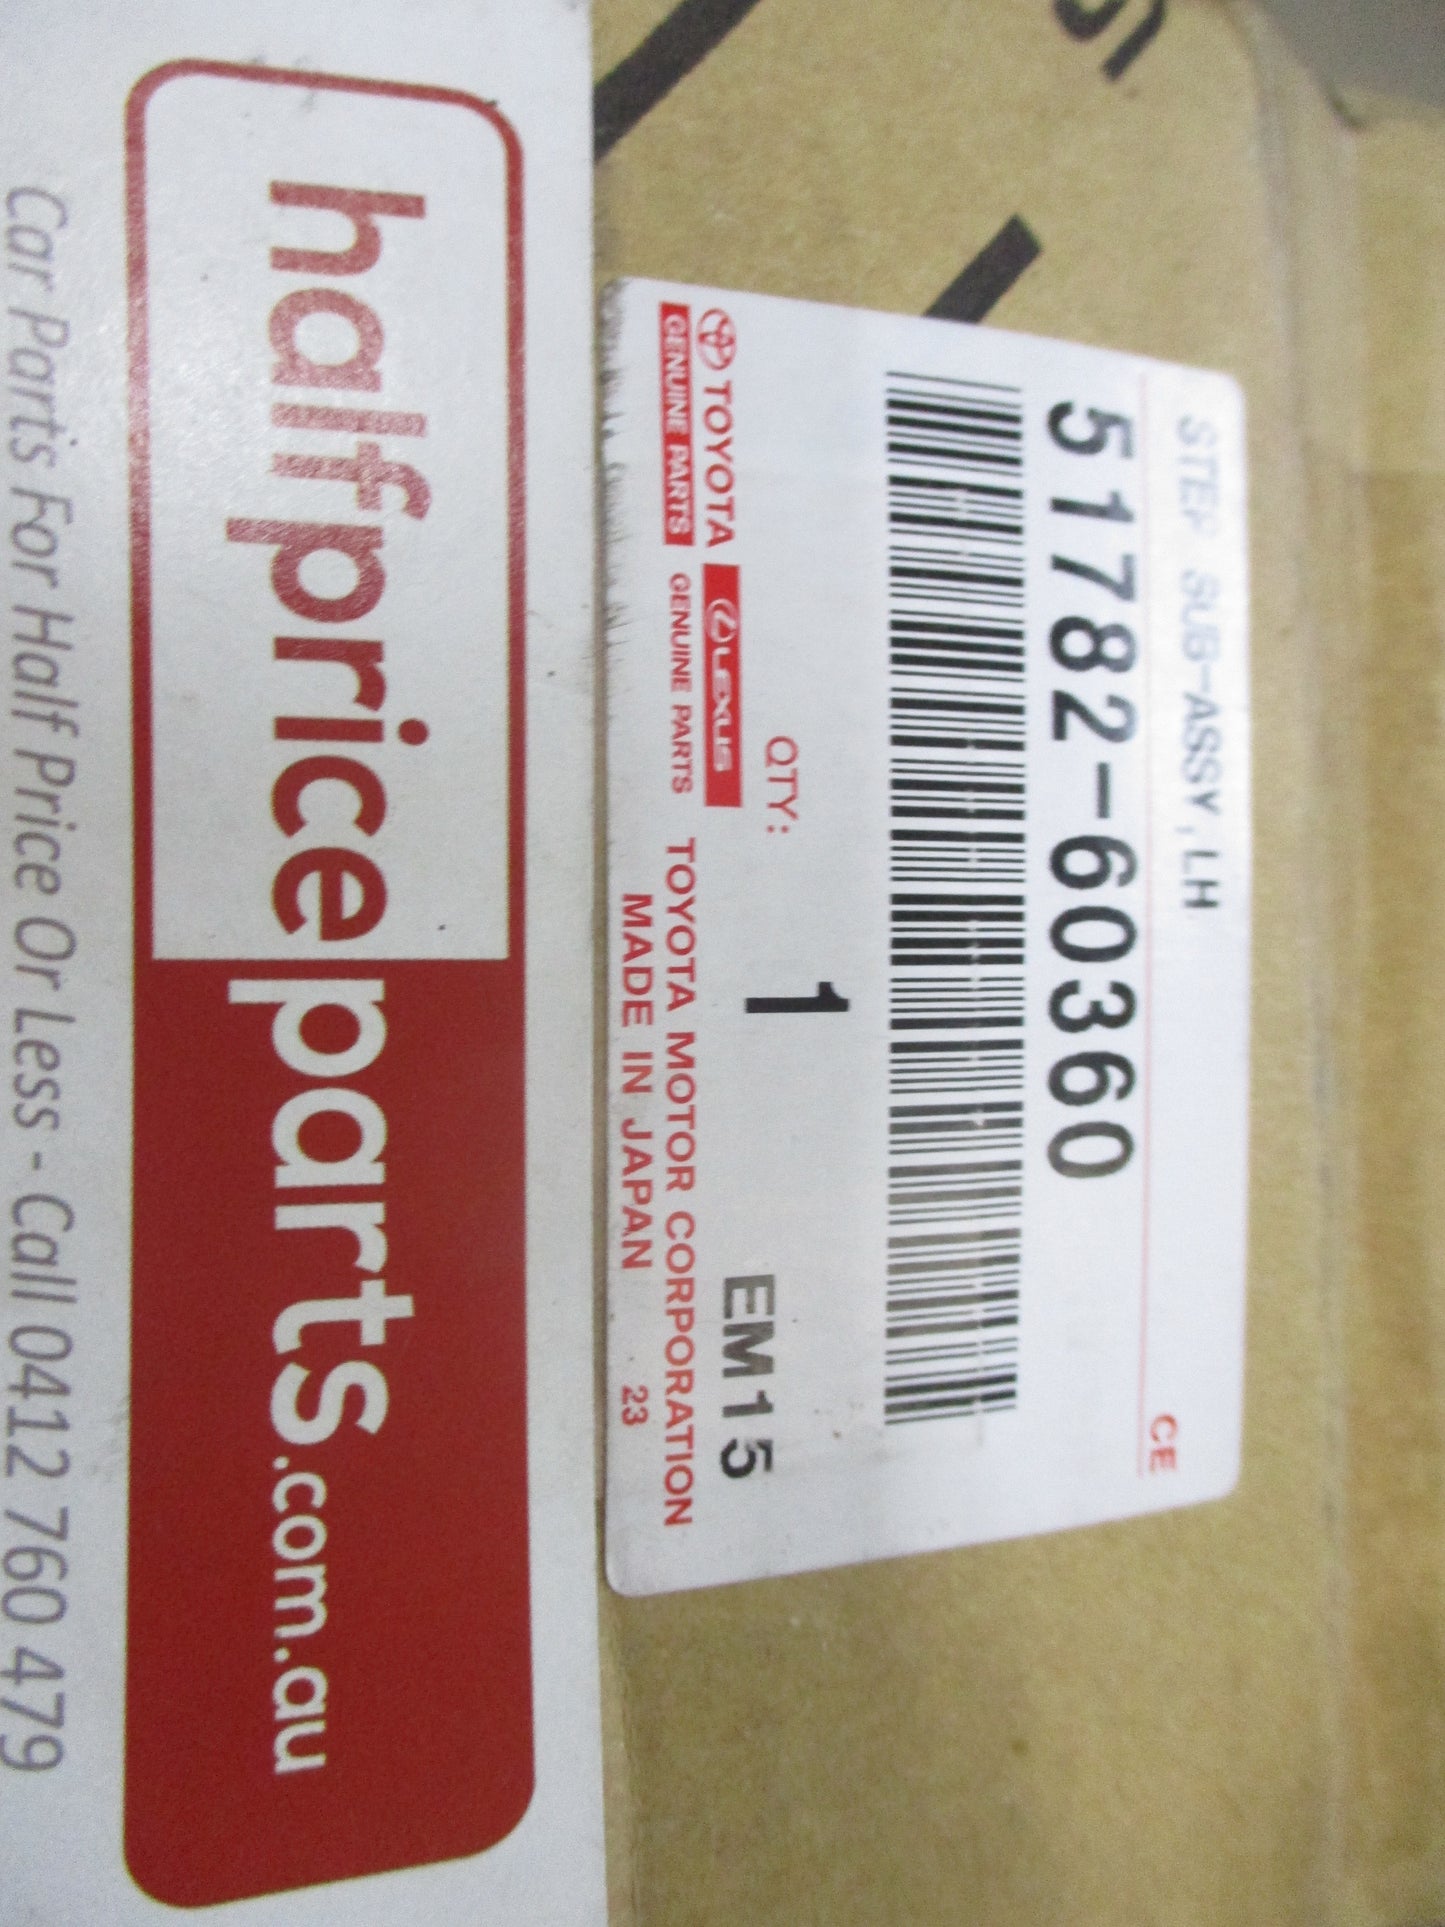 STEP SUB-ASSY, LH
CE
51782-60360
QTY:
1
EM15
TOYOTA
GENUINE PARTS
LEXUS
GENUINE PARTS
TOYOTA MOTOR CORPORATION
MADE IN JAPAN
23
halfpriceparts.com.au
Car Parts For Half Price Or Less - Call 0412 760 479